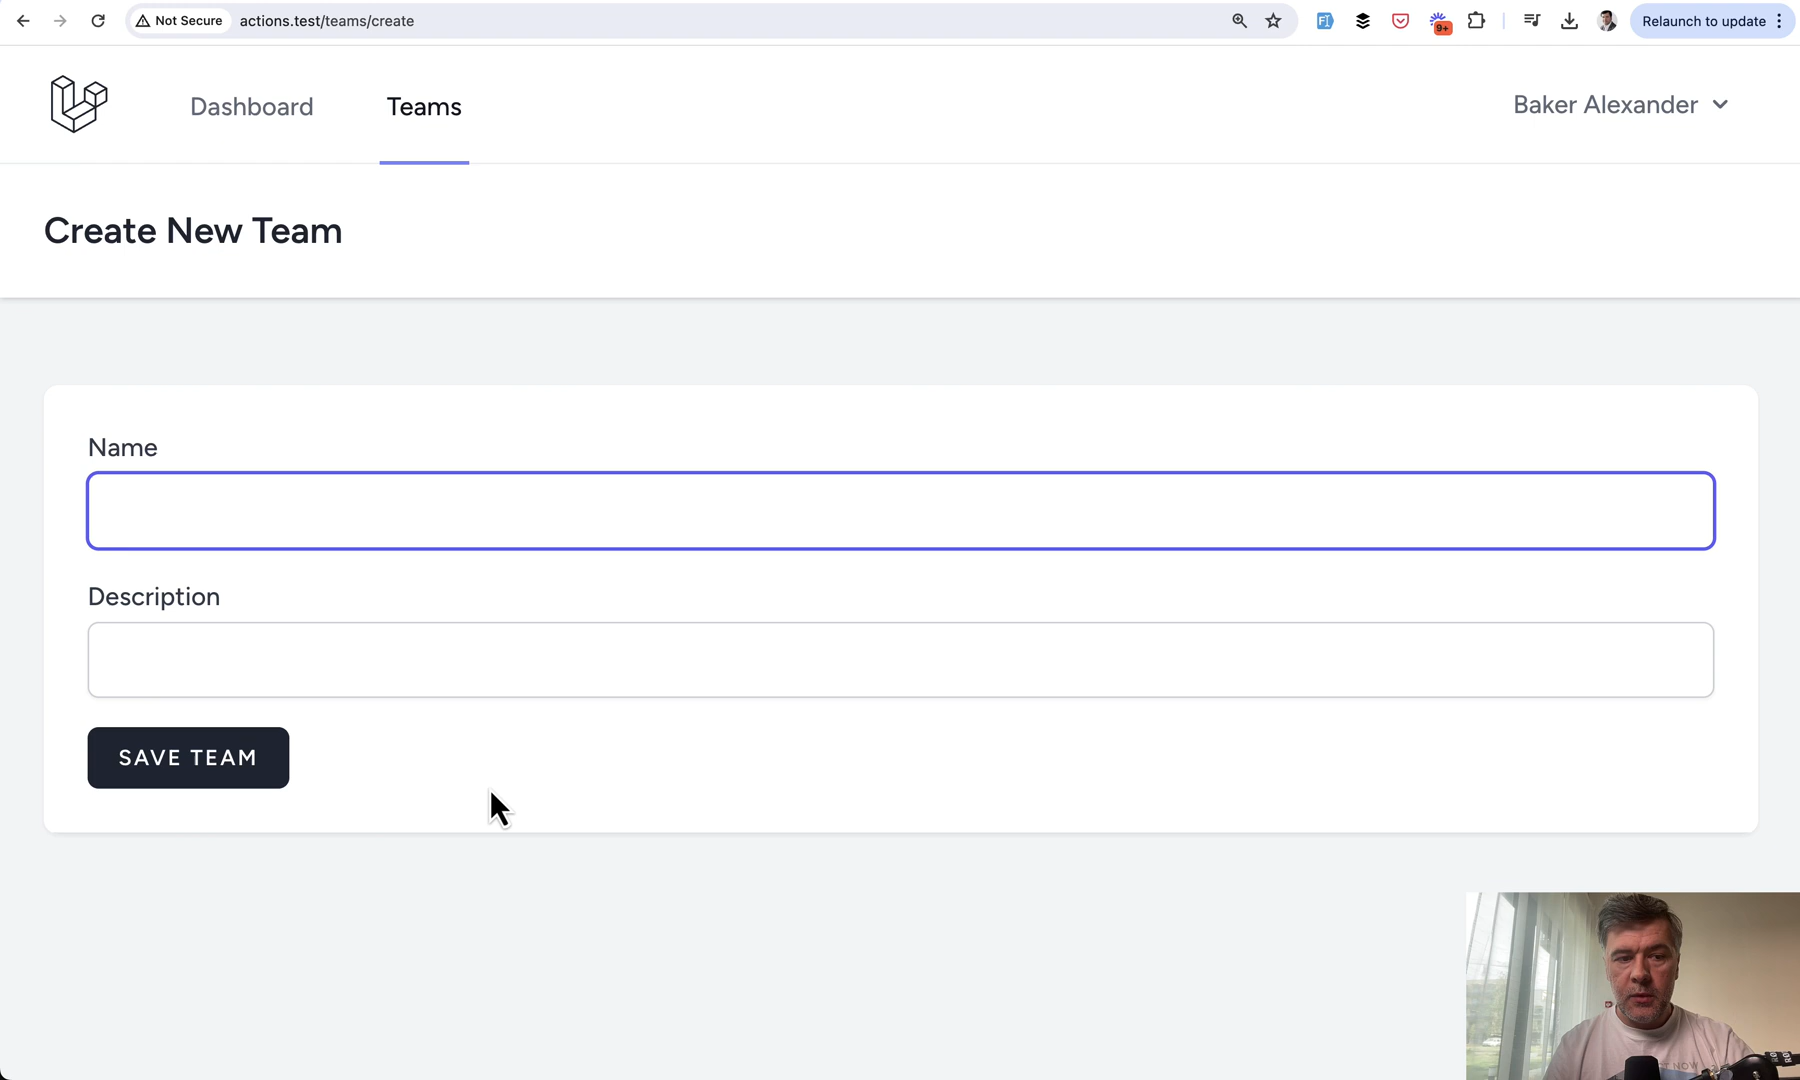 Not Secure
actions.test/teams/create
9+
Relaunch to update
Dashboard
Teams
Baker Alexander
Create New Team
Name
Description
SAVE TEAM